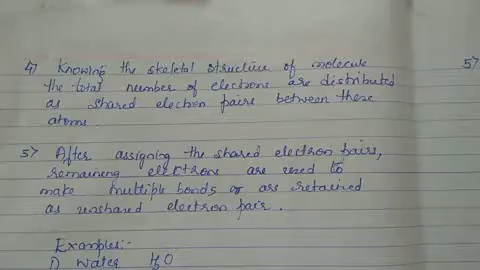 4) Knowing the skeletal structure of molecule
the total number of electrons are distributed
as shared electron pairs between these
atoms.
5) After assigning the shared electron pairs,
remaining electrons are used to
make multiple bonds or are retained
as unshared electron pair.
Examples:-
1) Water H2O
5)